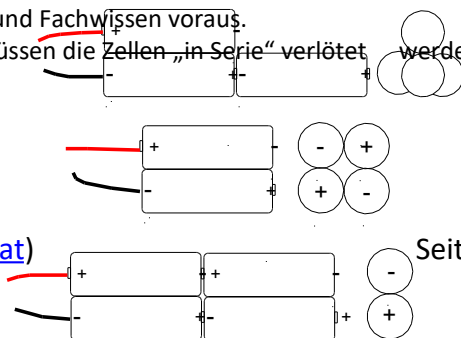 und Fachwissen voraus.
üssen die Zellen „in Serie“ verlötet werde
+ -
- + - +
+ - - +
- + + -
at) Seit
+ + - -
- + - + +